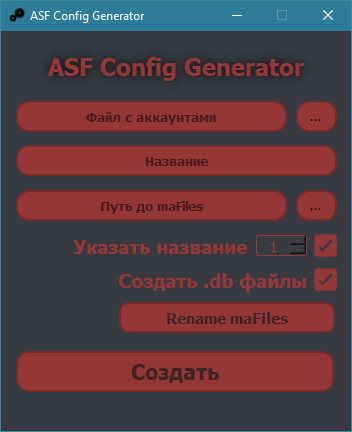 ASF Config Generator
ASF Config Generator
Файл с аккаунтами
...
Название
Путь до maFiles
...
Указать название 1
Создать .db файлы
Rename maFiles
Создать